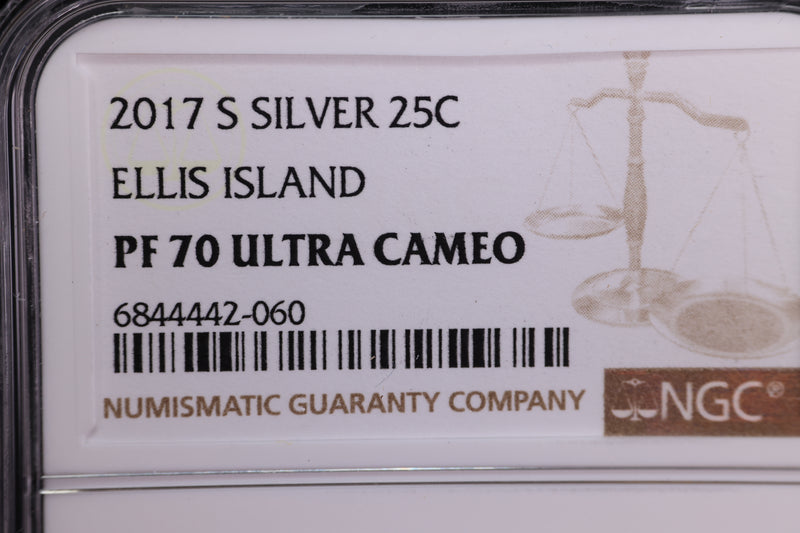 2017 S SILVER 25C
ELLIS ISLAND
PF 70 ULTRA CAMEO
6844442-060
NUMISMATIC GUARANTY COMPANY
NGC®